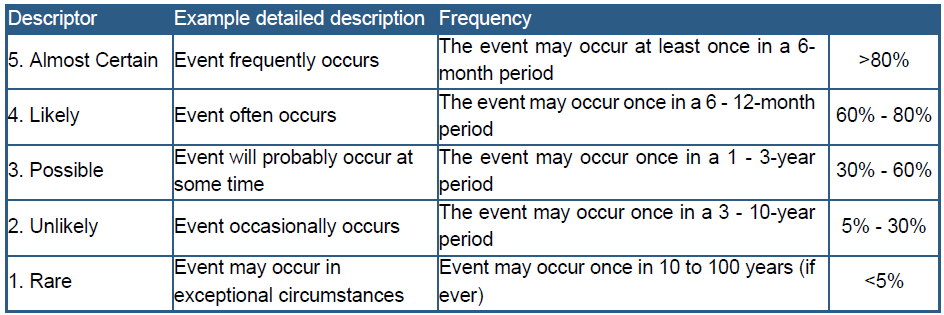 Descriptor Example detailed description Frequency
5. Almost Certain Event frequently occurs The event may occur at least once in a 6-
month period >80%
4. Likely Event often occurs The event may occur once in a 6 - 12-month
period 60% - 80%
3. Possible Event will probably occur at
some time The event may occur once in a 1 - 3-year
period 30% - 60%
2. Unlikely Event occasionally occurs The event may occur once in a 3 - 10-year
period 5% - 30%
1. Rare Event may occur in
exceptional circumstances Event may occur once in 10 to 100 years (if
ever) <5%